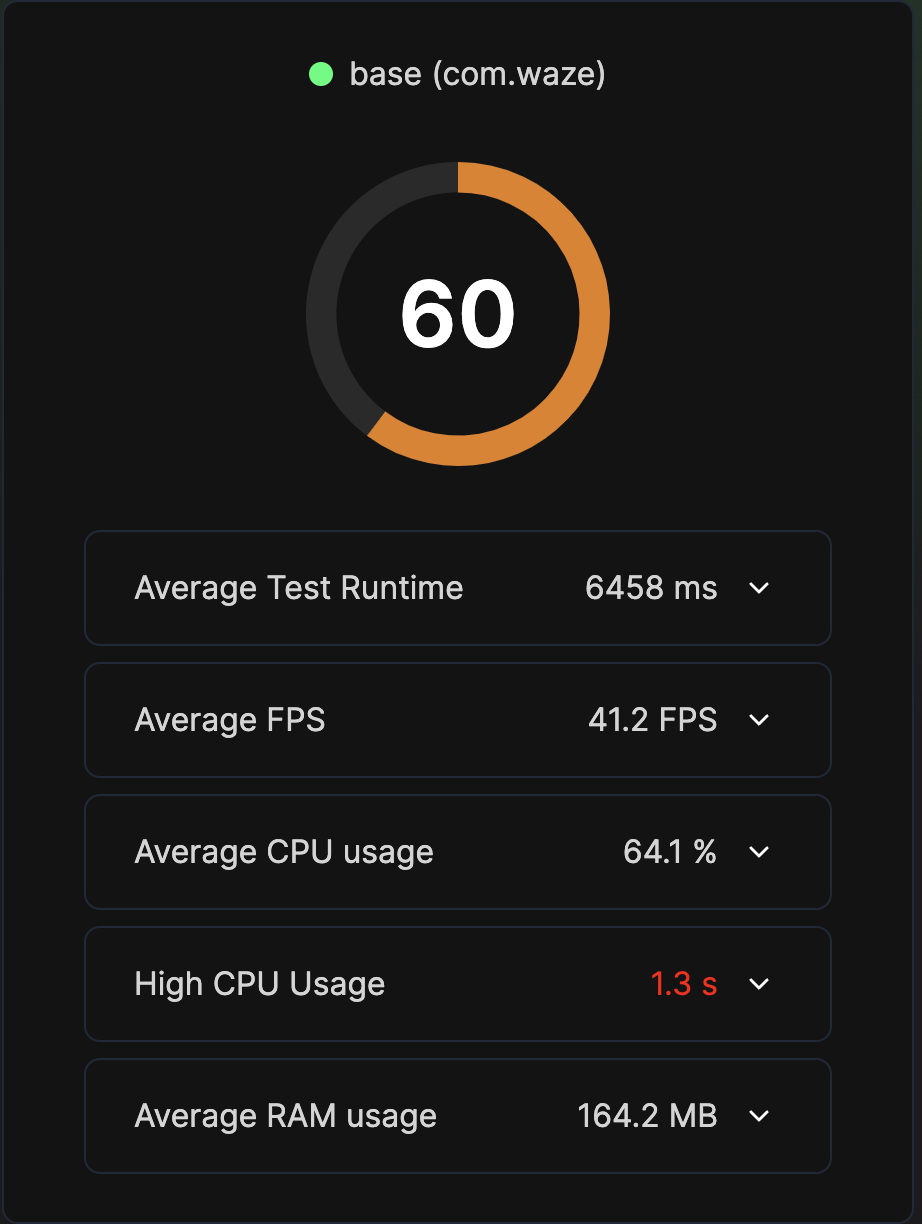 base (com.waze)
60
Average Test Runtime 6458 ms
Average FPS 41.2 FPS
Average CPU usage 64.1 %
High CPU Usage 1.3 s
Average RAM usage 164.2 MB